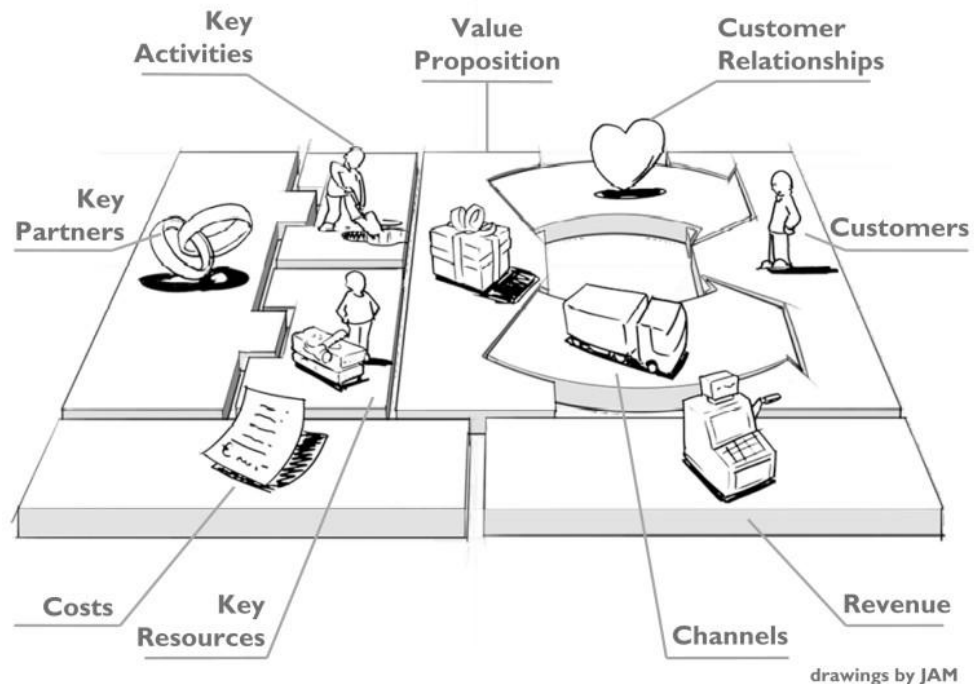 Key
Activities
Value
Proposition
Customer
Relationships
Key
Partners
Customers
Costs
Key
Resources
Channels
Revenue
drawings by JAM